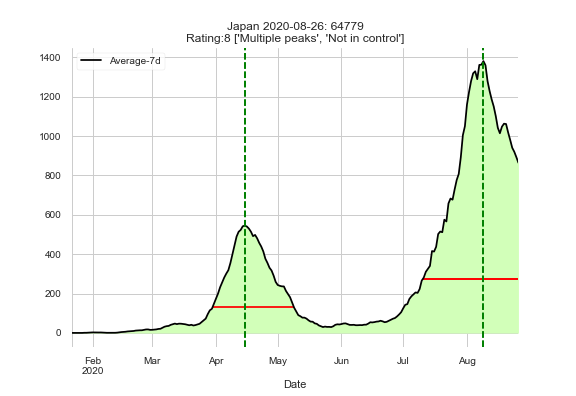 Japan 2020-08-26: 64779
Rating:8 ['Multiple peaks', 'Not in control']
Average-7d
1400
1200
1000
800
600
400
200
0
Feb Mar Apr May Jun Jul Aug
2020
Date